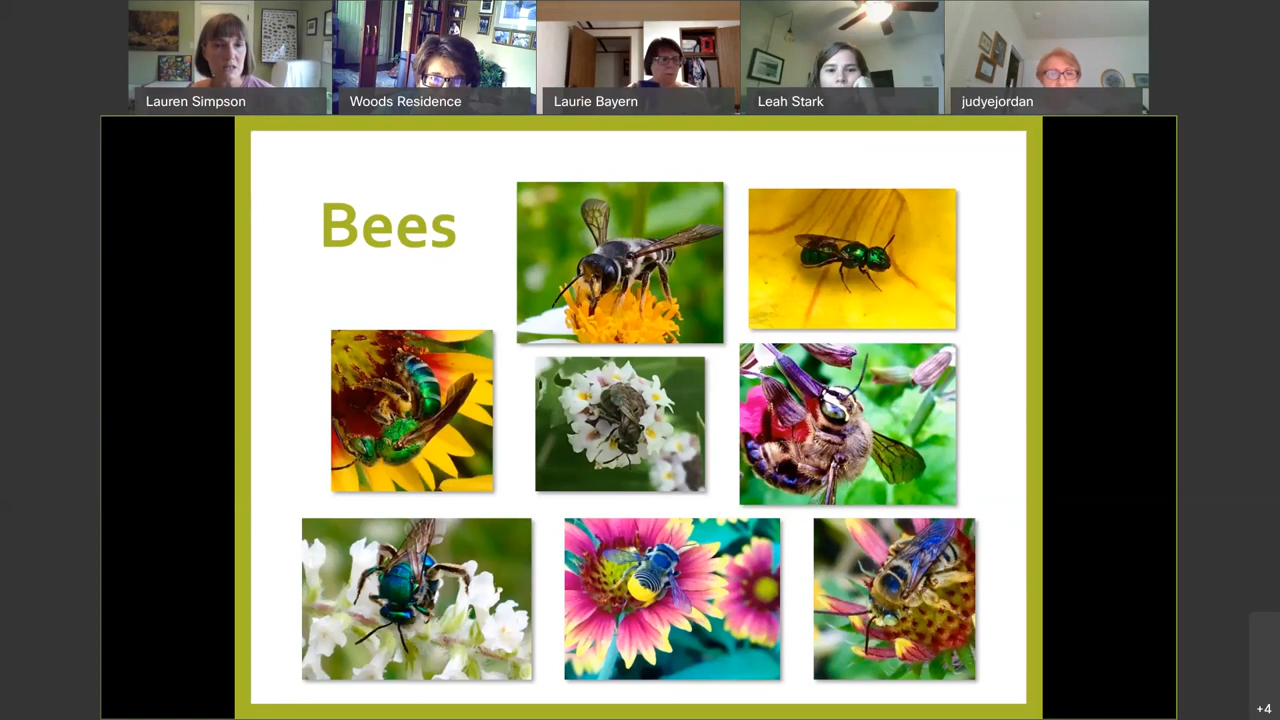 Lauren Simpson
Woods Residence
Laurie Bayern
Leah Stark
judyejordan
Bees
+4